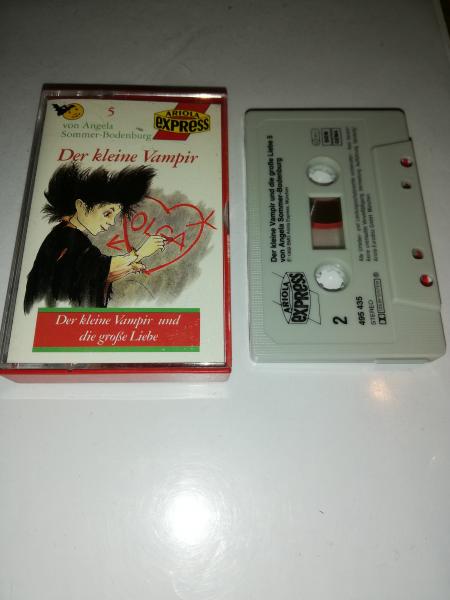 5
ARIOLA
EXPRESS
von Angela
Sommer-Bodenburg
Der kleine Vampir
OLGA
Der kleine Vampir und
die große Liebe
Der kleine Vampir und die große Liebe 5
von Angela Sommer-Bodenburg
ARIOLA
EXPRESS
2
495 435
STEREO